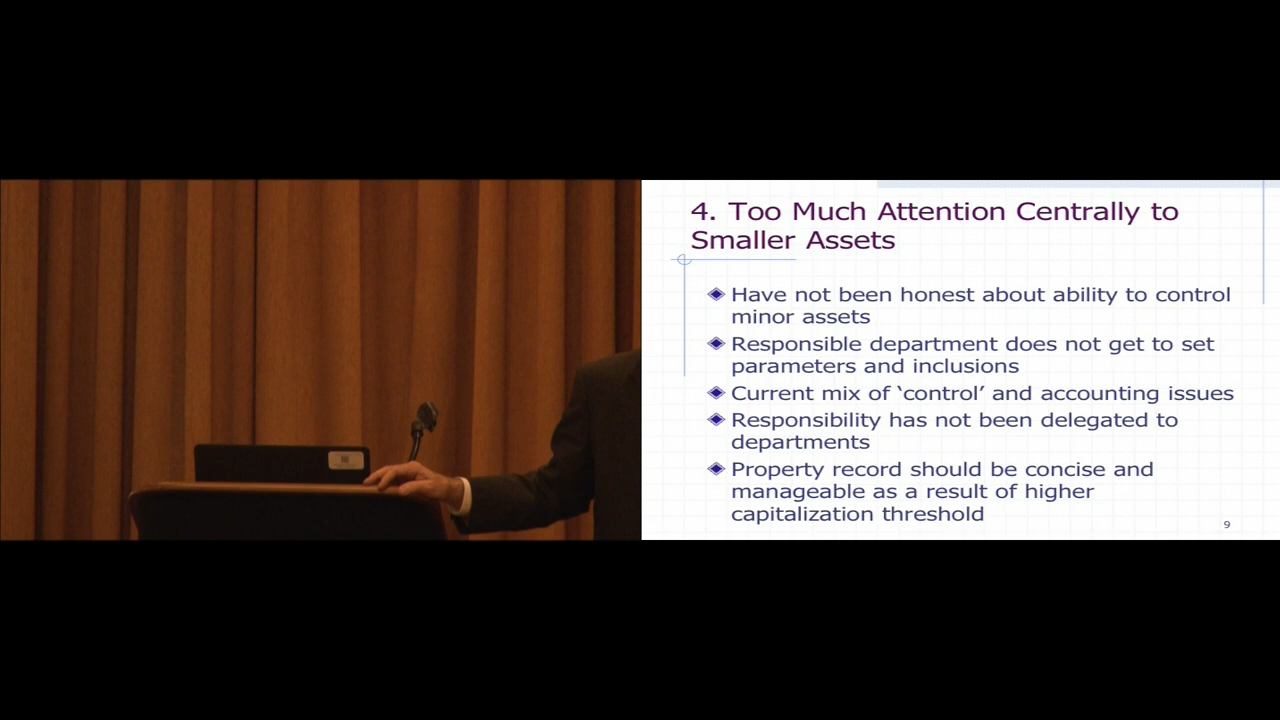 4. Too Much Attention Centrally to
Smaller Assets
Have not been honest about ability to control
minor assets
Responsible department does not get to set
parameters and inclusions
Current mix of ‘control’ and accounting issues
Responsibility has not been delegated to
departments
Property record should be concise and
manageable as a result of higher
capitalization threshold
9